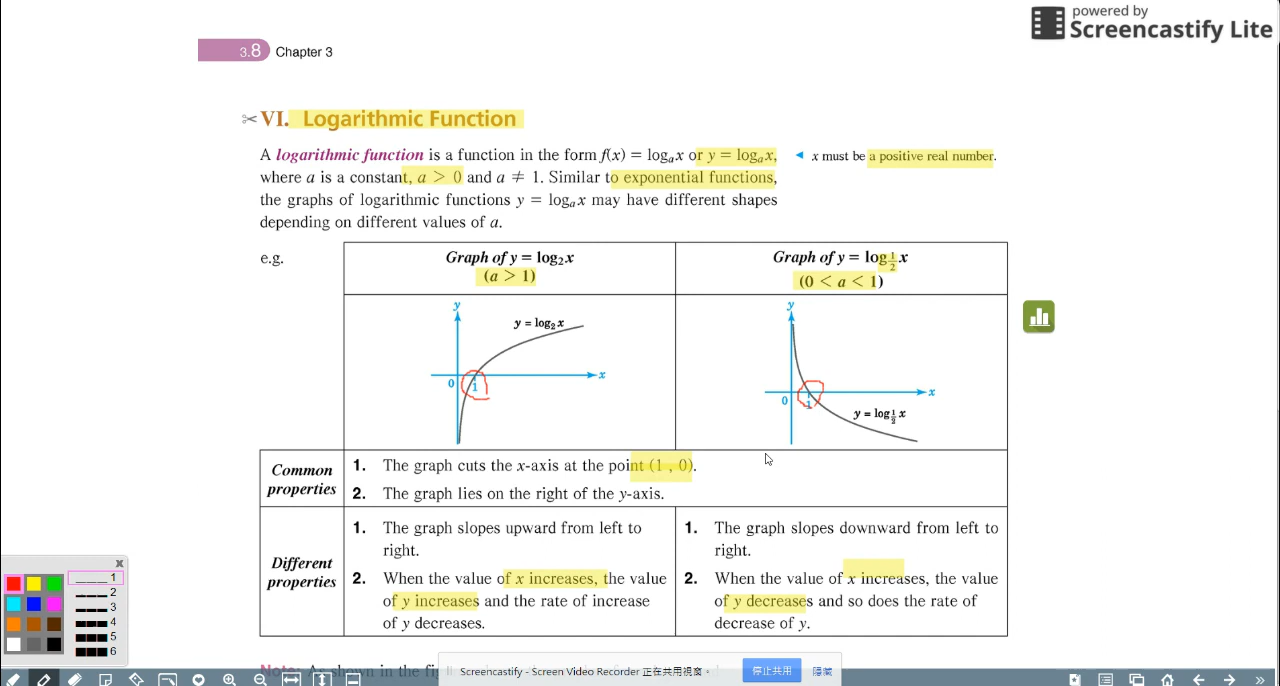 powered by
Screencastify Lite
3.8 Chapter 3
VI. Logarithmic Function
A logarithmic function is a function in the form f(x) = logₐx or y = logₐx,
where a is a constant, a > 0 and a ≠ 1. Similar to exponential functions,
the graphs of logarithmic functions y = logₐx may have different shapes
depending on different values of a.
◄ x must be a positive real number.
e.g.
Graph of y = log₂x
(a > 1)
Graph of y = log½x
(0 < a < 1)
y
y = log₂x
0
1
x
y
0
1
x
y = log½x
Common
properties
1. The graph cuts the x-axis at the point (1 , 0).
2. The graph lies on the right of the y-axis.
Different
properties
1. The graph slopes upward from left to
right.
2. When the value of x increases, the value
of y increases and the rate of increase
of y decreases.
1. The graph slopes downward from left to
right.
2. When the value of x increases, the value
of y decreases and so does the rate of
decrease of y.
Note: As shown in the fi
x
1
2
3
4
5
6
Screencastify - Screen Video Recorder 正在共用視窗。
停止共用
隱藏